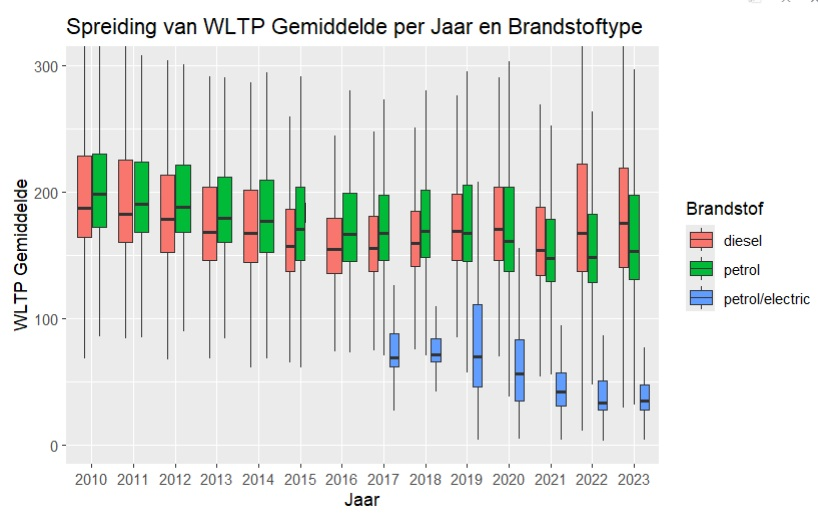 Spreiding van WLTP Gemiddelde per Jaar en Brandstoftype
300
200
100
0
WLTP Gemiddelde
2010 2011 2012 2013 2014 2015 2016 2017 2018 2019 2020 2021 2022 2023
Jaar
Brandstof
diesel
petrol
petrol/electric